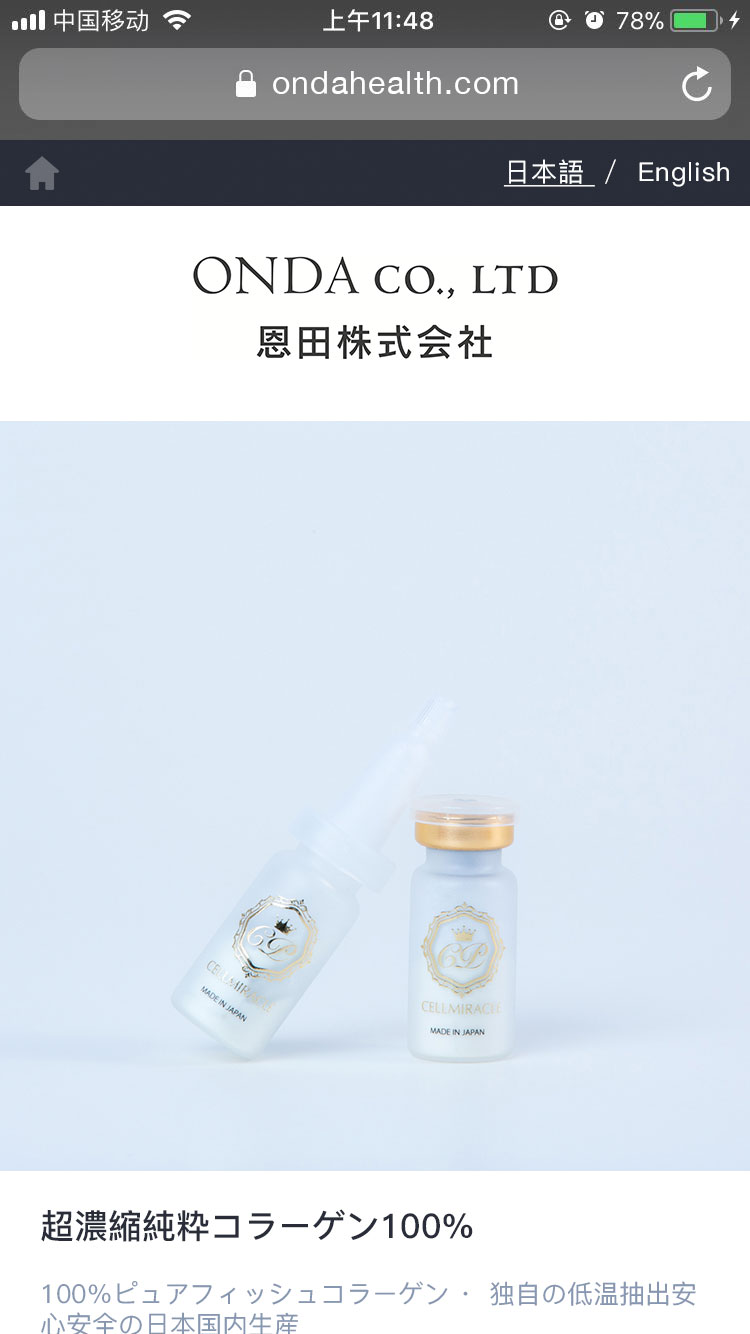 中国移动 上午11:48 78%
ondahealth.com
日本語 / English
ONDA CO., LTD
恩田株式会社
CP
CELLMIRACLE
MADE IN JAPAN
CP
CELLMIRACLE
MADE IN JAPAN
超濃縮純粋コラーゲン100%
100%ピュアフィッシュコラーゲン・ 独自の低温抽出安
心安全の日本国内生産